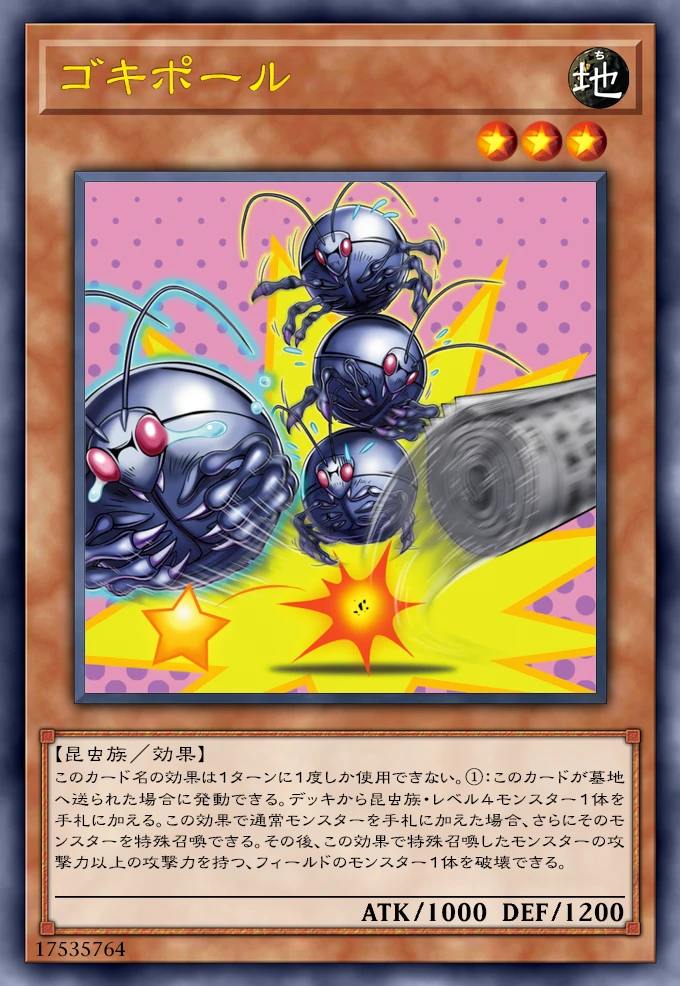 ゴキポール
ち
地
【昆虫族／効果】
このカード名の効果は１ターンに１度しか使用できない。①：このカードが墓地
へ送られた場合に発動できる。デッキから昆虫族・レベル４モンスター１体を
手札に加える。この効果で通常モンスターを手札に加えた場合、さらにそのモ
ンスターを特殊召喚できる。その後、この効果で特殊召喚したモンスターの攻
撃力以上の攻撃力を持つ、フィールドのモンスター１体を破壊できる。
ATK/1000 DEF/1200
17535764